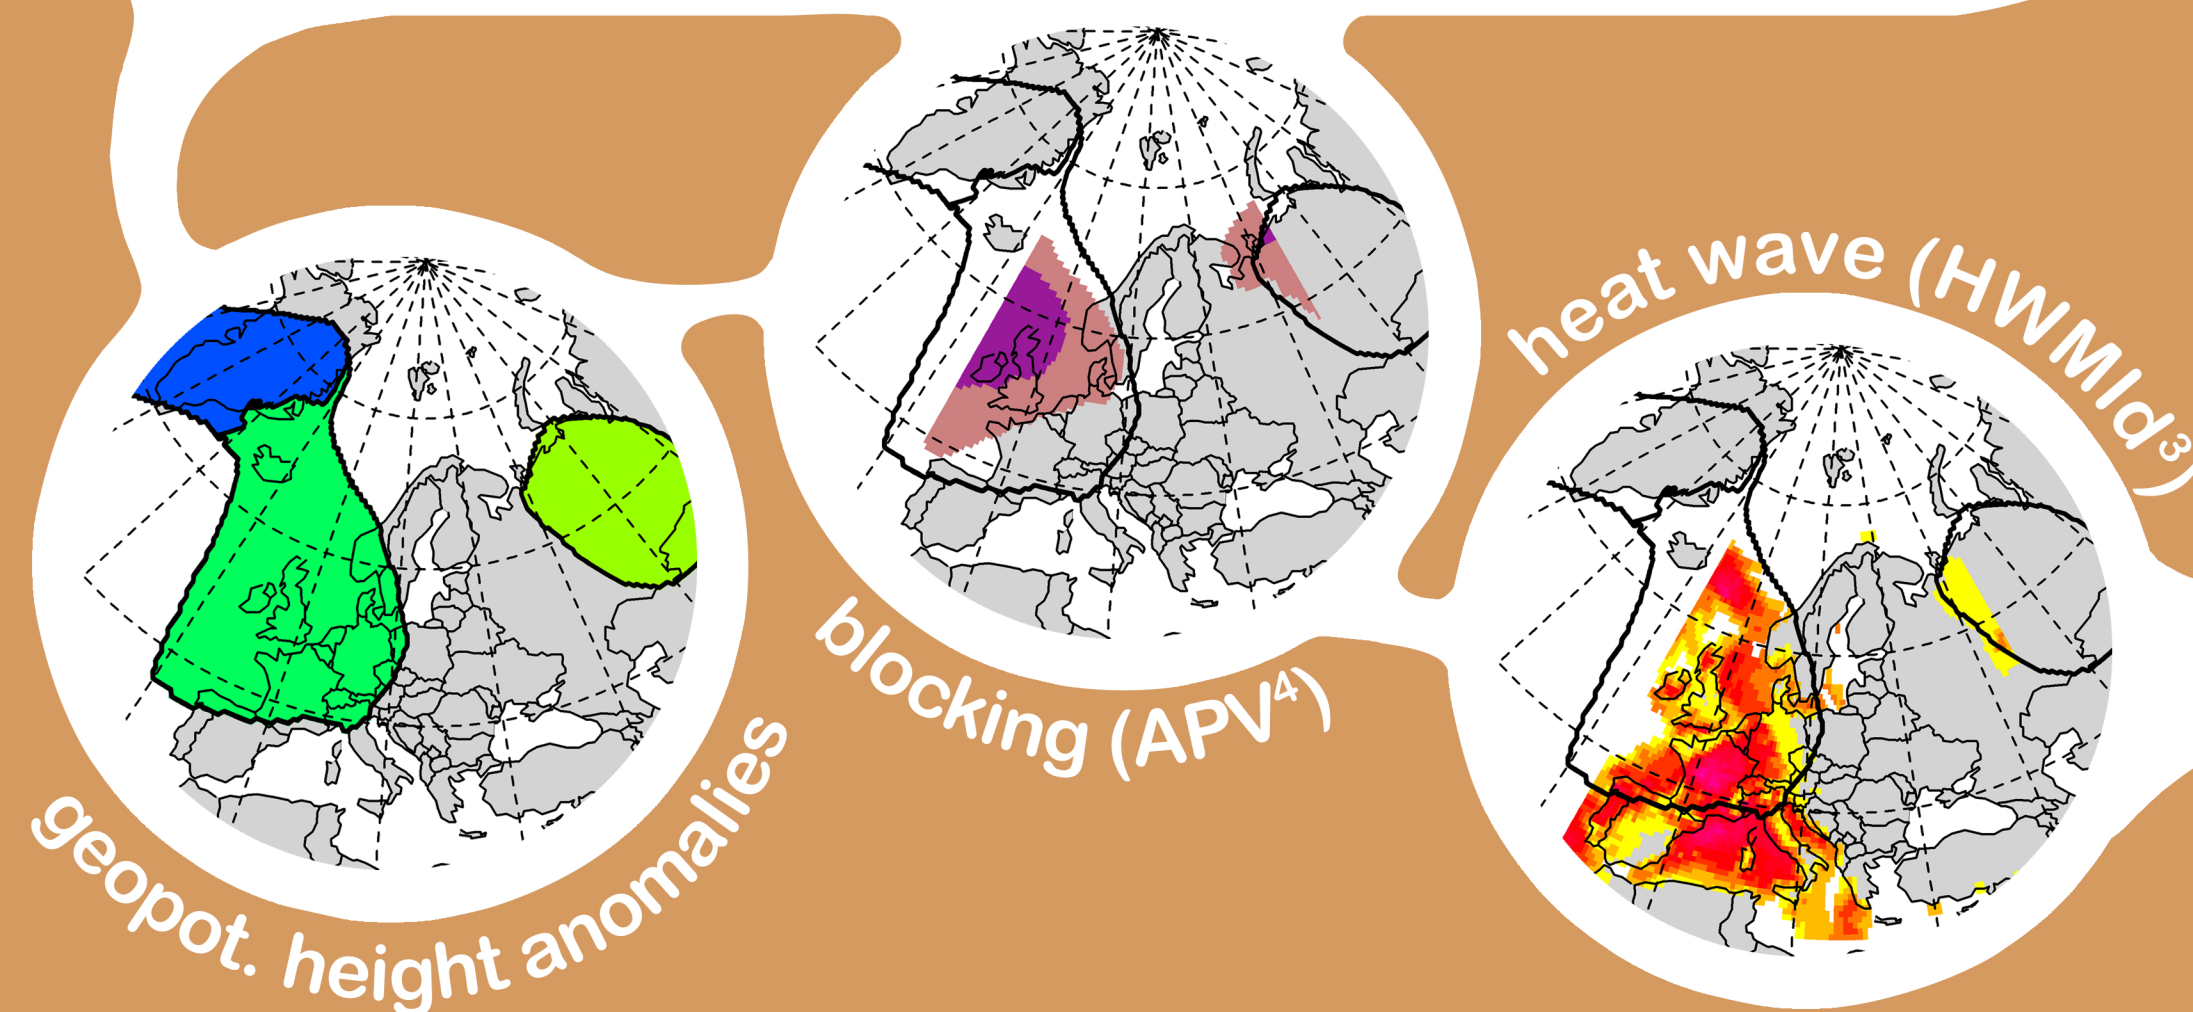 geopot. height anomalies
blocking (APV⁴)
heat wave (HWMId³)